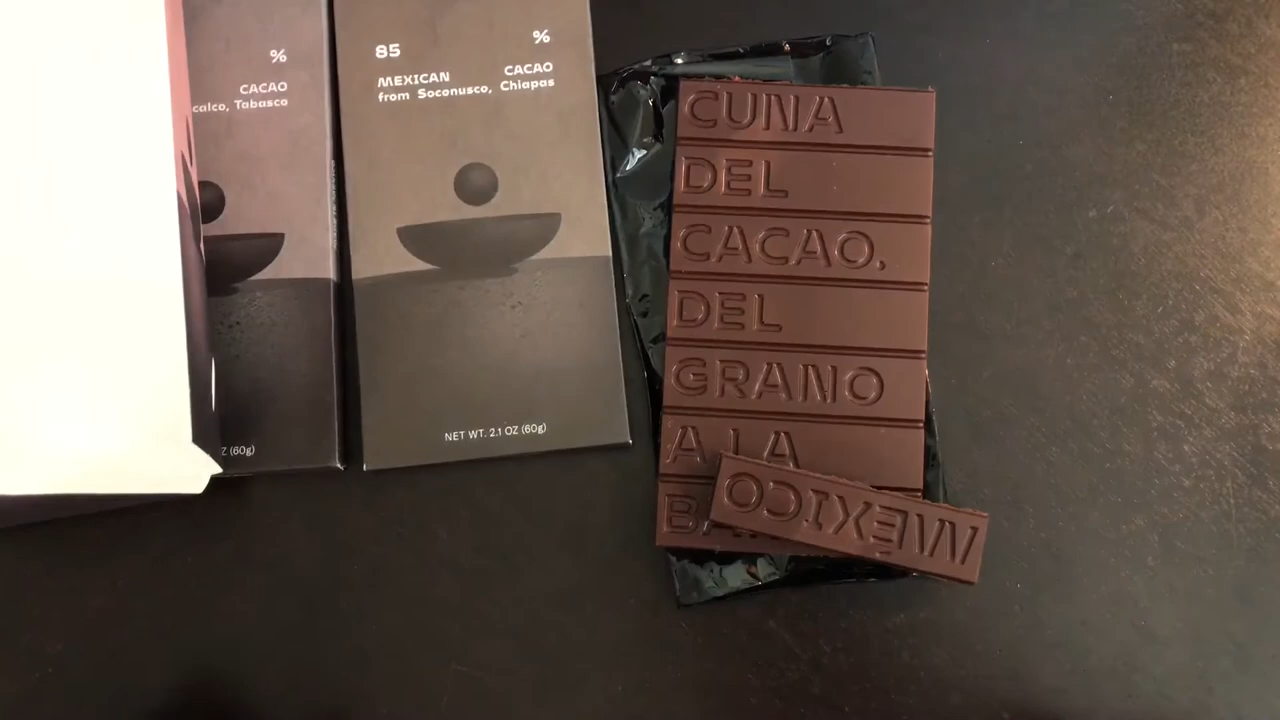 %
CACAO
calco, Tabasco
Z (60g)
85 %
MEXICAN CACAO
from Soconusco, Chiapas
NET WT. 2.1 OZ (60g)
CUNA
DEL
CACAO.
DEL
GRANO
A LA
MÉXICO